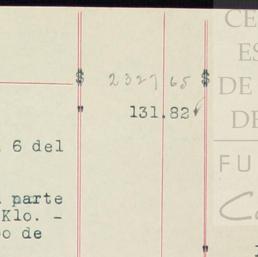 $ 2327 65 $
" 131.82
6 del
parte
Klo. -
o de
"
CE
ES
DE
DE
FU